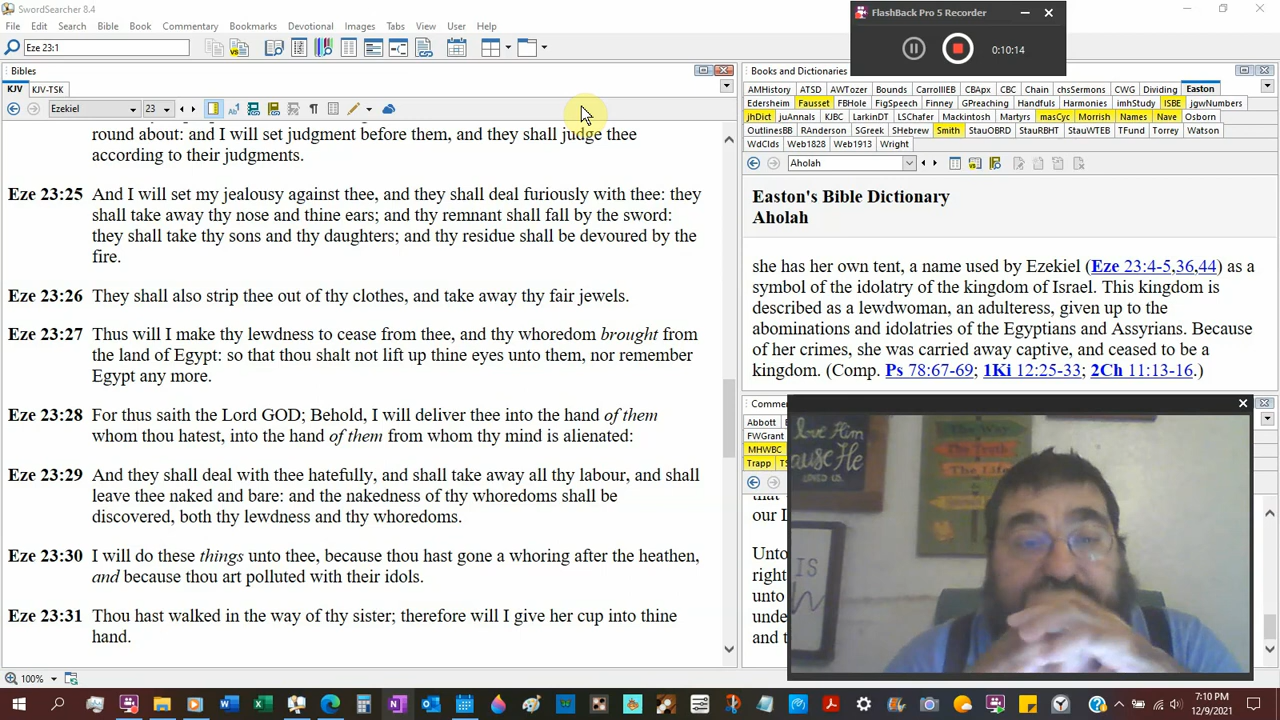 SwordSearcher 8.4
File Edit Search Bible Commentary Bookmarks Devotional Images Tabs View User Help
Eze 23:1
FlashBack Pro 5 Recorder
0:10:14
Bibles
KJV KJV-TSK
Ezekiel 23
round about: and I will set judgment before them, and they shall judge thee
according to their judgments.
Eze 23:25 And I will set my jealousy against thee, and they shall deal furiously with thee: they
shall take away thy nose and thine ears; and thy remnant shall fall by the sword:
they shall take thy sons and thy daughters; and thy residue shall be devoured by the
fire.
Eze 23:26 They shall also strip thee out of thy clothes, and take away thy fair jewels.
Eze 23:27 Thus will I make thy lewdness to cease from thee, and thy whoredom brought from
the land of Egypt: so that thou shalt not lift up thine eyes unto them, nor remember
Egypt any more.
Eze 23:28 For thus saith the Lord GOD; Behold, I will deliver thee into the hand of them
whom thou hatest, into the hand of them from whom thy mind is alienated:
Eze 23:29 And they shall deal with thee hatefully, and shall take away all thy labour, and shall
leave thee naked and bare: and the nakedness of thy whoredoms shall be
discovered, both thy lewdness and thy whoredoms.
Eze 23:30 I will do these things unto thee, because thou hast gone a whoring after the heathen,
and because thou art polluted with their idols.
Eze 23:31 Thou hast walked in the way of thy sister; therefore will I give her cup into thine
hand.
100%
Books and Dictionaries
AMHistory ATSD AWTozer Bounds CarrollEB CBApx CBC chsSermons CWG Dividing Easton
Edersheim Fausset FBHole FigSpeech Finney GPreaching Handfuls Harmonies imhStudy ISBE jgwNumbers
jhDict juAnnals KJBC LarkinDT LSChafer Mackintosh Martyrs masCyc Morrish Names Nave Osborn
OutlinesBB RAnderson SGreek SHebrew Smith StauOBRD StauRBHT StauWTEB TFund Torrey Watson
WdClds Web1828 Web1913 Wright
Aholah
Easton's Bible Dictionary
Aholah
she has her own tent, a name used by Ezekiel (Eze 23:4-5,36,44) as a
symbol of the idolatry of the kingdom of Israel. This kingdom is
described as a lewdwoman, an adulteress, given up to the
abominations and idolatries of the Egyptians and Assyrians. Because
of her crimes, she was carried away captive, and ceased to be a
kingdom. (Comp. Ps 78:67-69; 1Ki 12:25-33; 2Ch 11:13-16.)
Comme
Abbott
FWGrant
MHWBC
Trapp
our
Unto
right
unto
unde
and t
love Him
cause He
LOVED US.
The Way
The Truth
The Life
IS
7:10 PM
12/9/2021